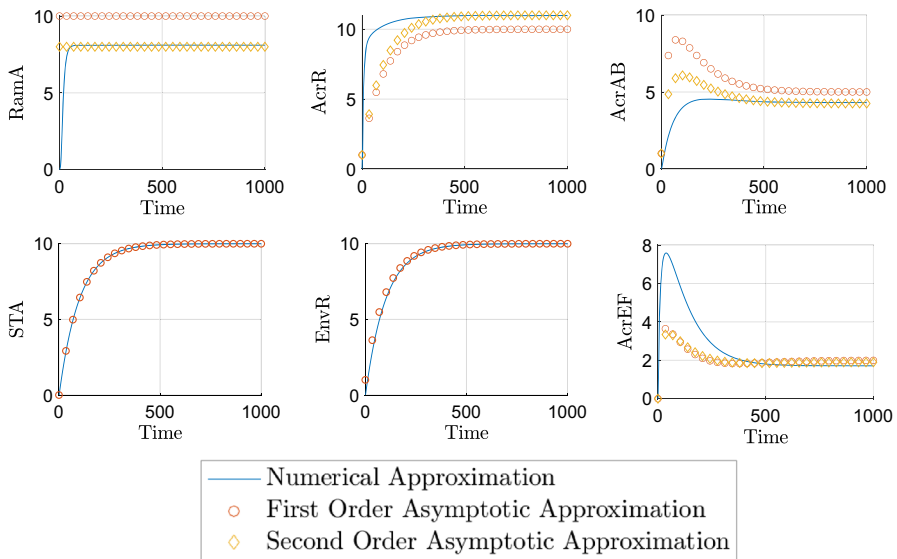 RamA
10
5
0
0
500
1000
Time
AcrR
10
5
0
0
500
1000
Time
AcrAB
10
5
0
0
500
1000
Time
STA
10
5
0
0
500
1000
Time
EnvR
10
5
0
0
500
1000
Time
AcrEF
8
6
4
2
0
0
500
1000
Time
Numerical Approximation
First Order Asymptotic Approximation
Second Order Asymptotic Approximation